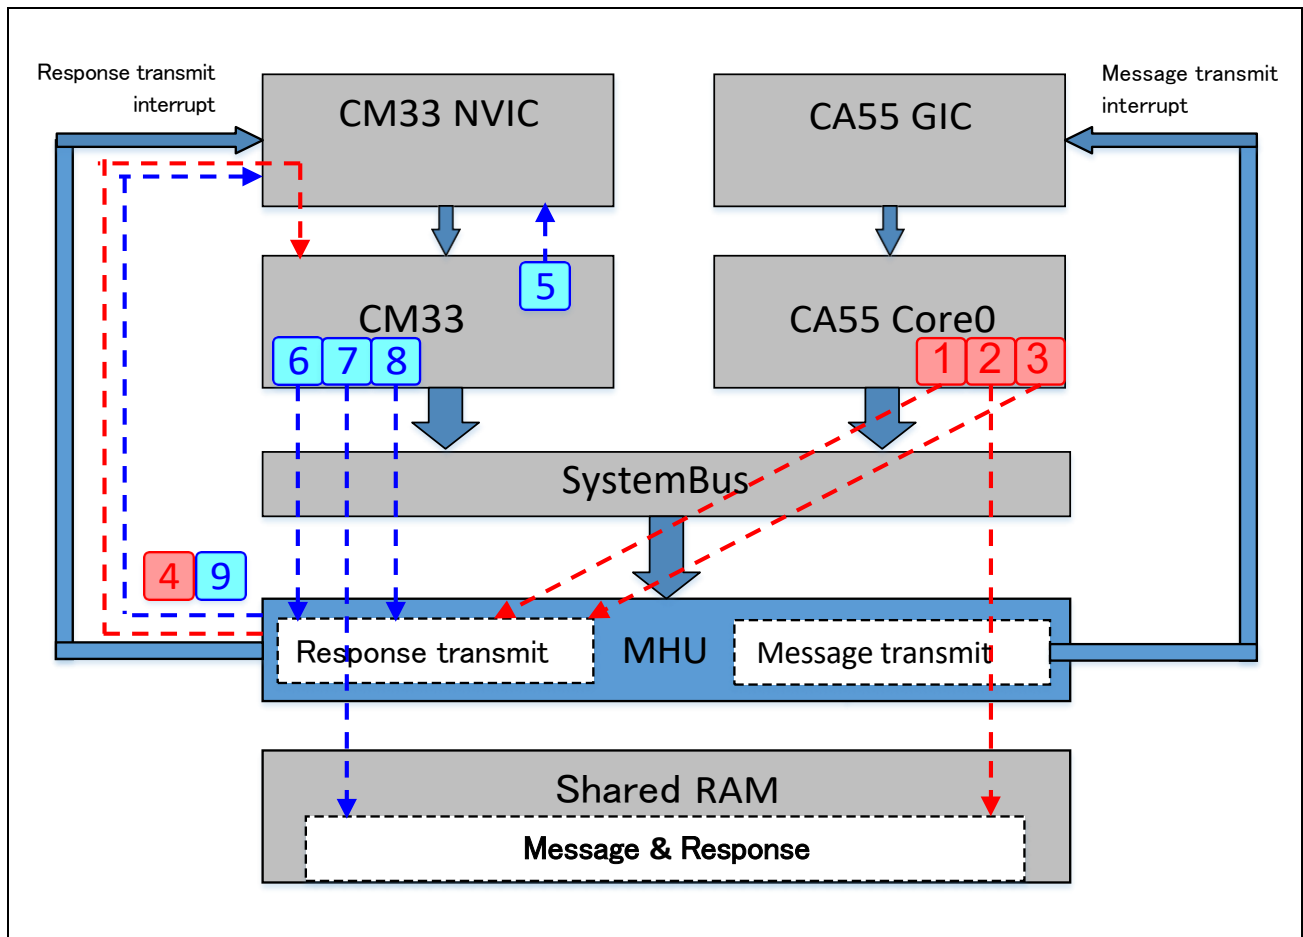 Response transmit
interrupt
Message transmit
interrupt
CM33 NVIC
CA55 GIC
5
CM33
CA55 Core0
6 7 8
1 2 3
SystemBus
4 9
Response transmit
MHU
Message transmit
Shared RAM
Message & Response